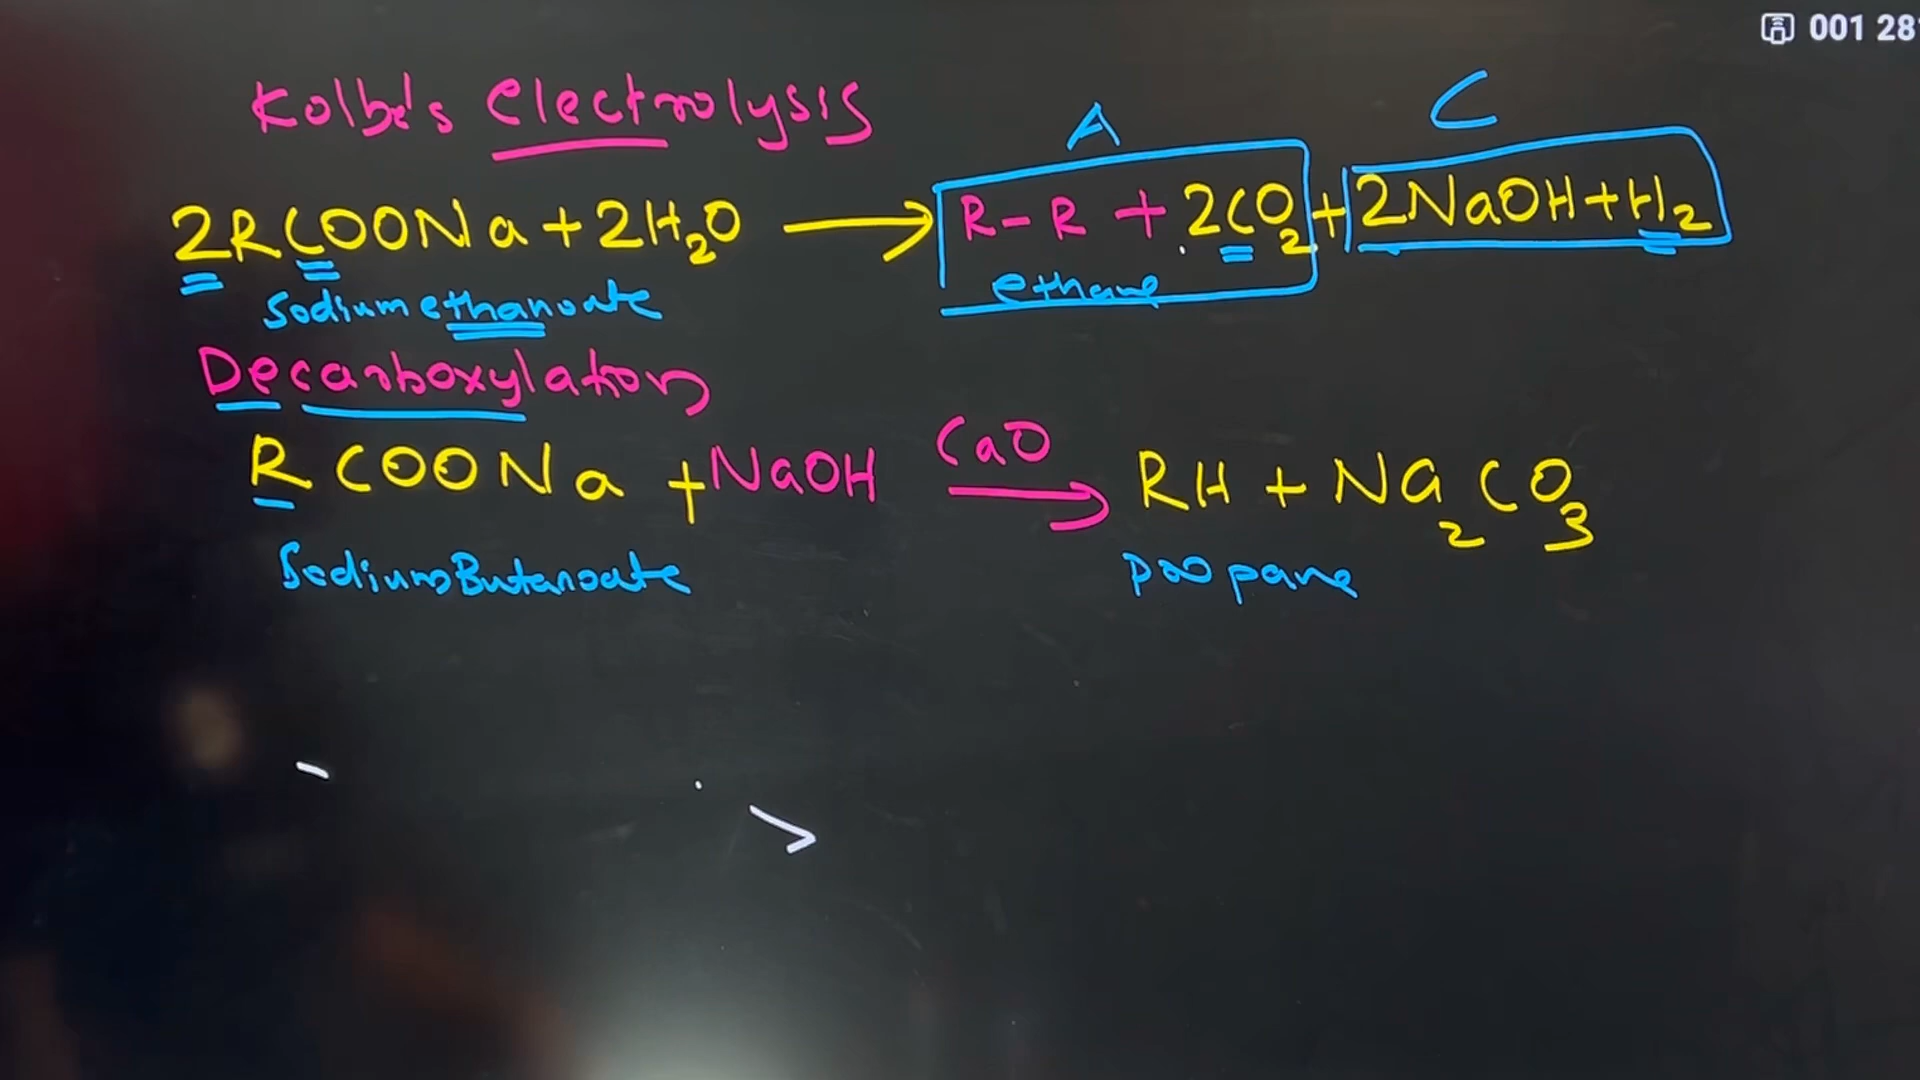 001 28
Kolbe's Electrolysis
A
C
2RCOONa + 2H₂O → R-R + 2CO₂ + 2NaOH + H₂
Sodium ethanoate
ethane
Decarboxylation
RCOONa + NaOH CaO → RH + Na₂CO₃
Sodium Butanoate
propane